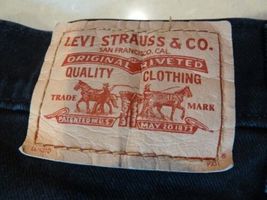 LEVI STRAUSS & CO.
SAN FRANCISCO, CAL.
ORIGINAL RIVETED
QUALITY CLOTHING
TRADE MARK
PATENTED IN U.S. MAY 20 1873